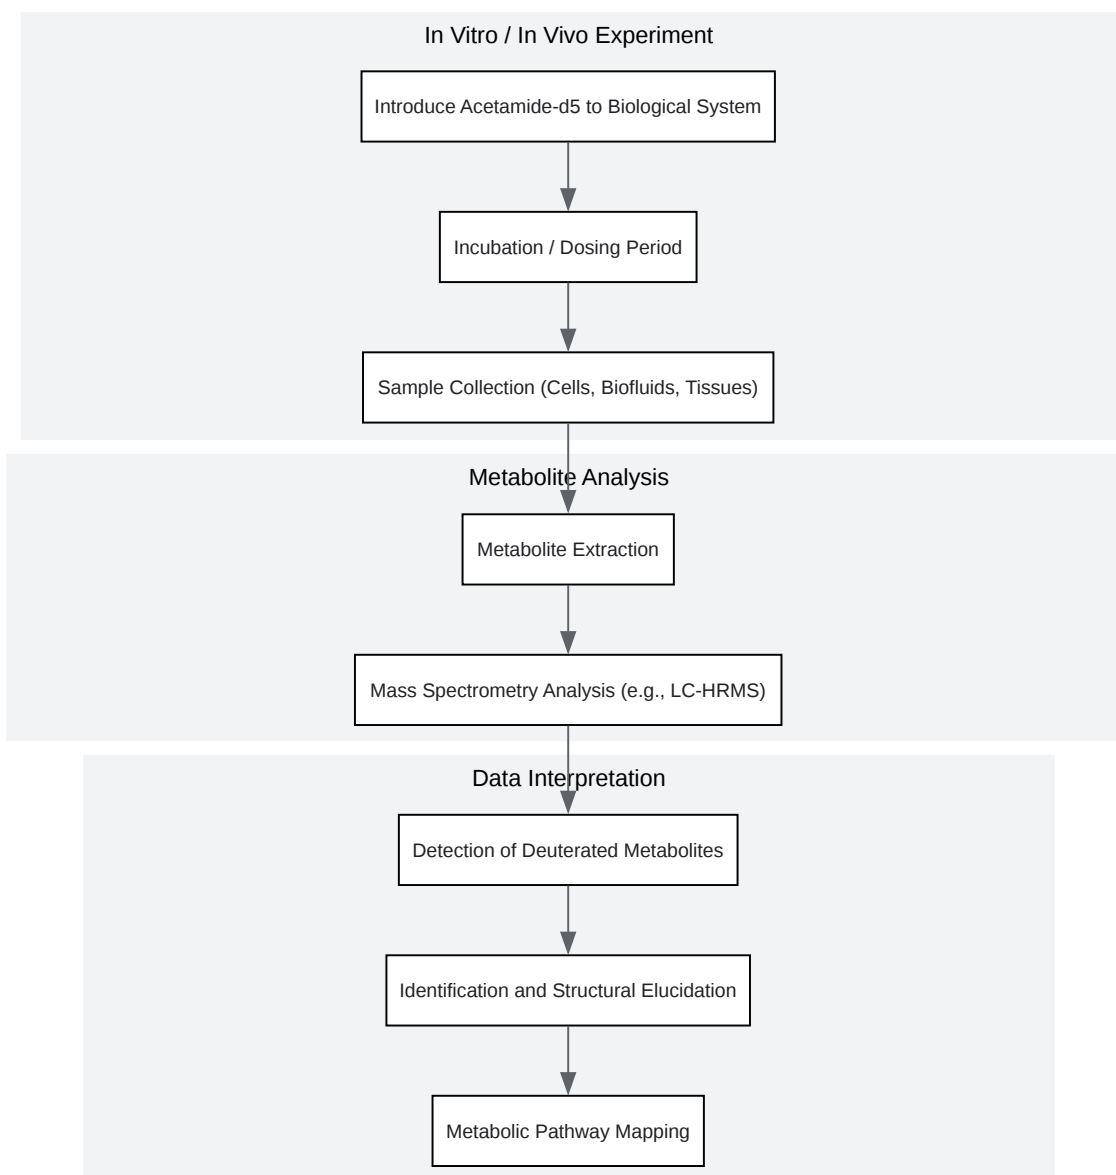 In Vitro / In Vivo Experiment
Introduce Acetamide-d5 to Biological System
Incubation / Dosing Period
Sample Collection (Cells, Biofluids, Tissues)
Metabolite Analysis
Metabolite Extraction
Mass Spectrometry Analysis (e.g., LC-HRMS)
Data Interpretation
Detection of Deuterated Metabolites
Identification and Structural Elucidation
Metabolic Pathway Mapping